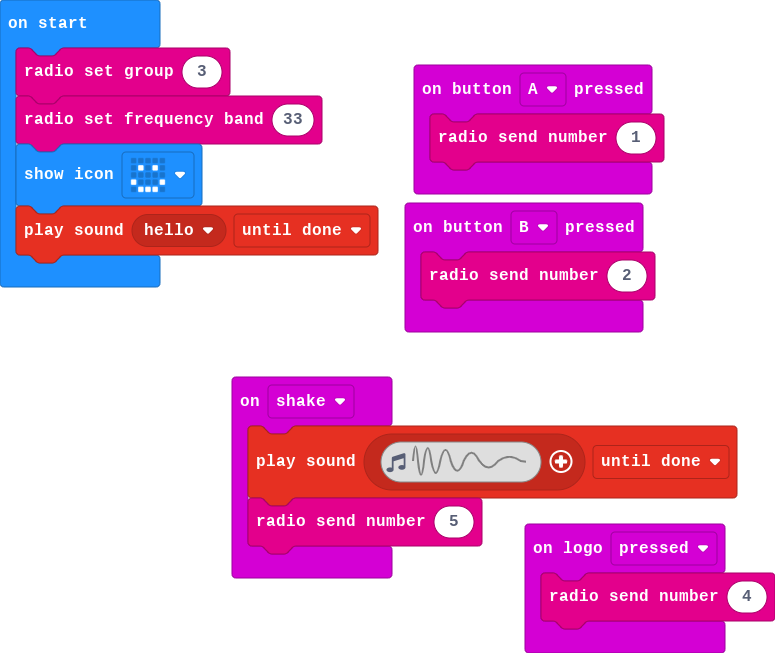 on start
radio set group 3
radio set frequency band 33
show icon
play sound hello until done
on button A pressed
radio send number 1
on button B pressed
radio send number 2
on shake
play sound until done
radio send number 5
on logo pressed
radio send number 4